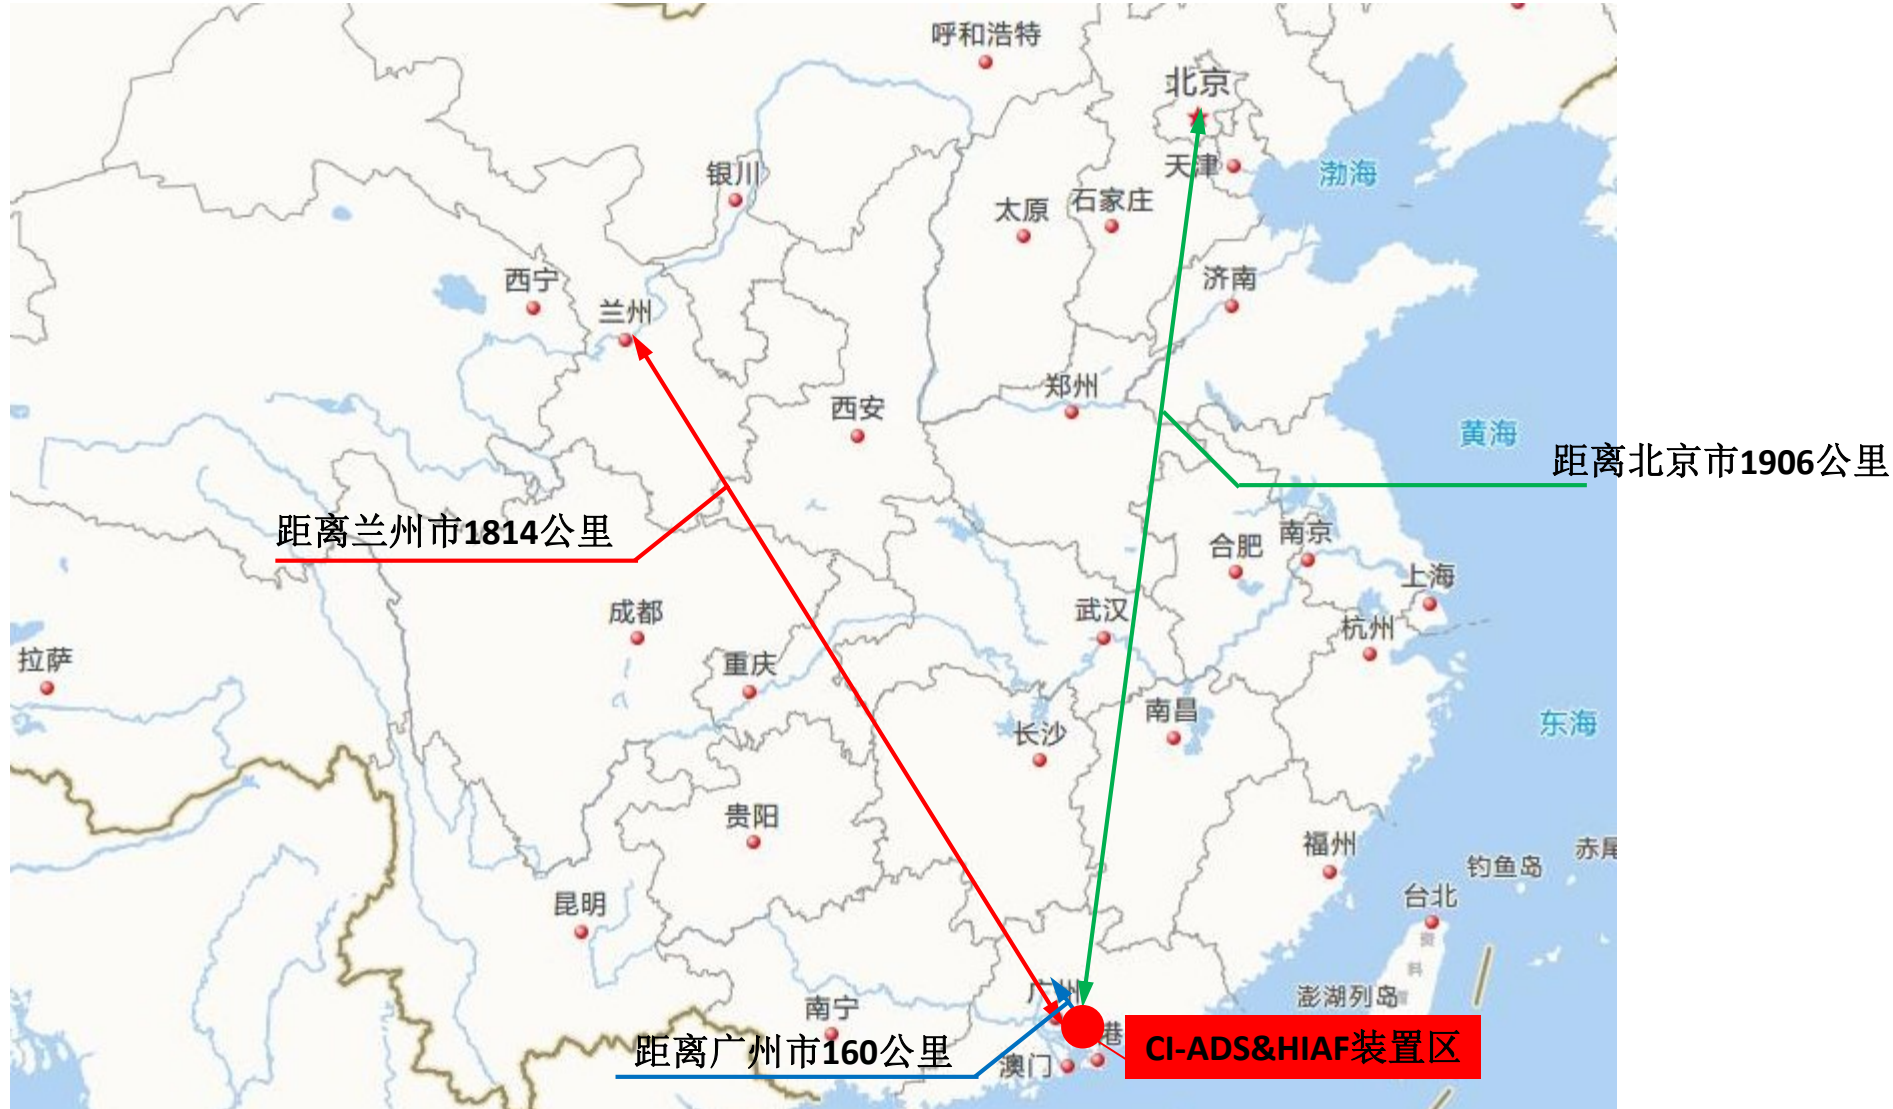 呼和浩特
北京
天津
渤海
银川
太原
石家庄
西宁
兰州
济南
郑州
西安
黄海
距离北京市1906公里
距离兰州市1814公里
合肥
南京
上海
成都
武汉
杭州
拉萨
重庆
长沙
南昌
东海
贵阳
福州
钓鱼岛
赤尾
昆明
台北
广州
南宁
澎湖列岛
距离广州市160公里
港
澳门
CI-ADS&HIAF装置区